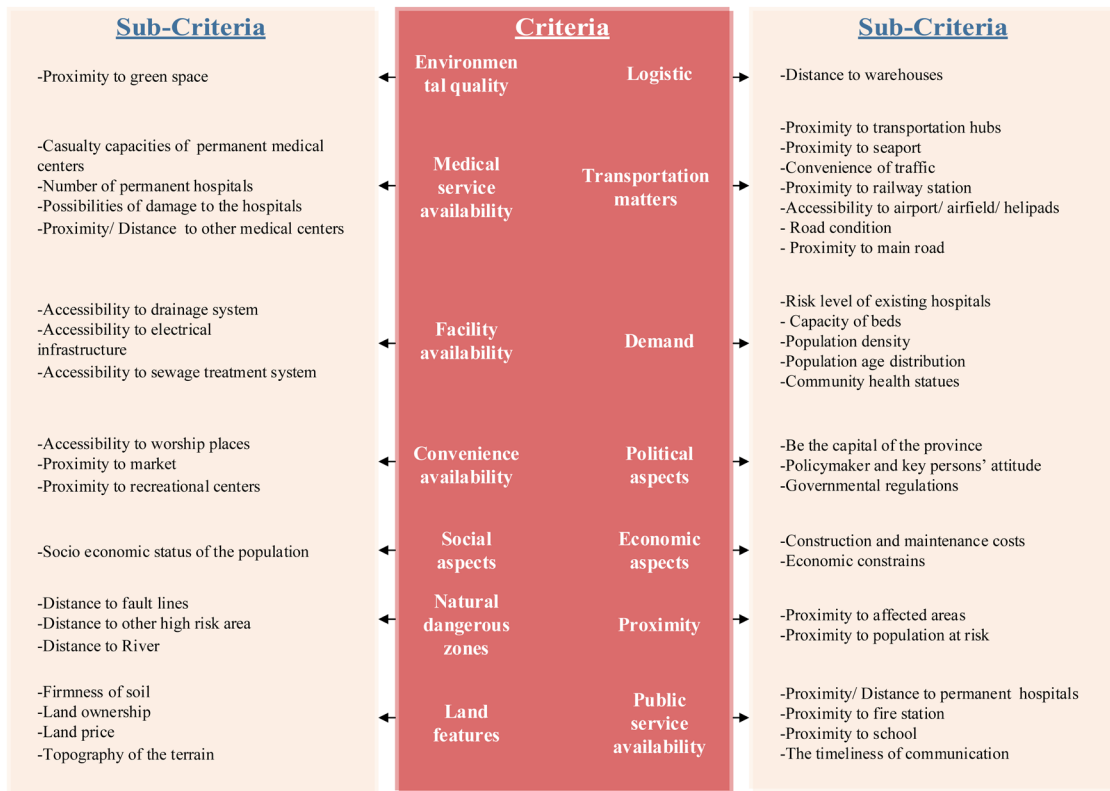 Sub-Criteria
-Proximity to green space
-Casualty capacities of permanent medical
centers
-Number of permanent hospitals
-Possibilities of damage to the hospitals
-Proximity/ Distance to other medical centers
-Accessibility to drainage system
-Accessibility to electrical
infrastructure
-Accessibility to sewage treatment system
-Accessibility to worship places
-Proximity to market
-Proximity to recreational centers
-Socio economic status of the population
-Distance to fault lines
-Distance to other high risk area
-Distance to River
-Firmness of soil
-Land ownership
-Land price
-Topography of the terrain
Criteria
Environmen
tal quality
Medical
service
availability
Facility
availability
Convenience
availability
Social
aspects
Natural
dangerous
zones
Land
features
Logistic
Transportation
matters
Demand
Political
aspects
Economic
aspects
Proximity
Public
service
availability
Sub-Criteria
-Distance to warehouses
-Proximity to transportation hubs
-Proximity to seaport
-Convenience of traffic
-Proximity to railway station
-Accessibility to airport/ airfield/ helipads
- Road condition
- Proximity to main road
-Risk level of existing hospitals
- Capacity of beds
-Population density
-Population age distribution
-Community health statues
-Be the capital of the province
-Policymaker and key persons’ attitude
-Governmental regulations
-Construction and maintenance costs
-Economic constrains
-Proximity to affected areas
-Proximity to population at risk
-Proximity/ Distance to permanent hospitals
-Proximity to fire station
-Proximity to school
-The timeliness of communication